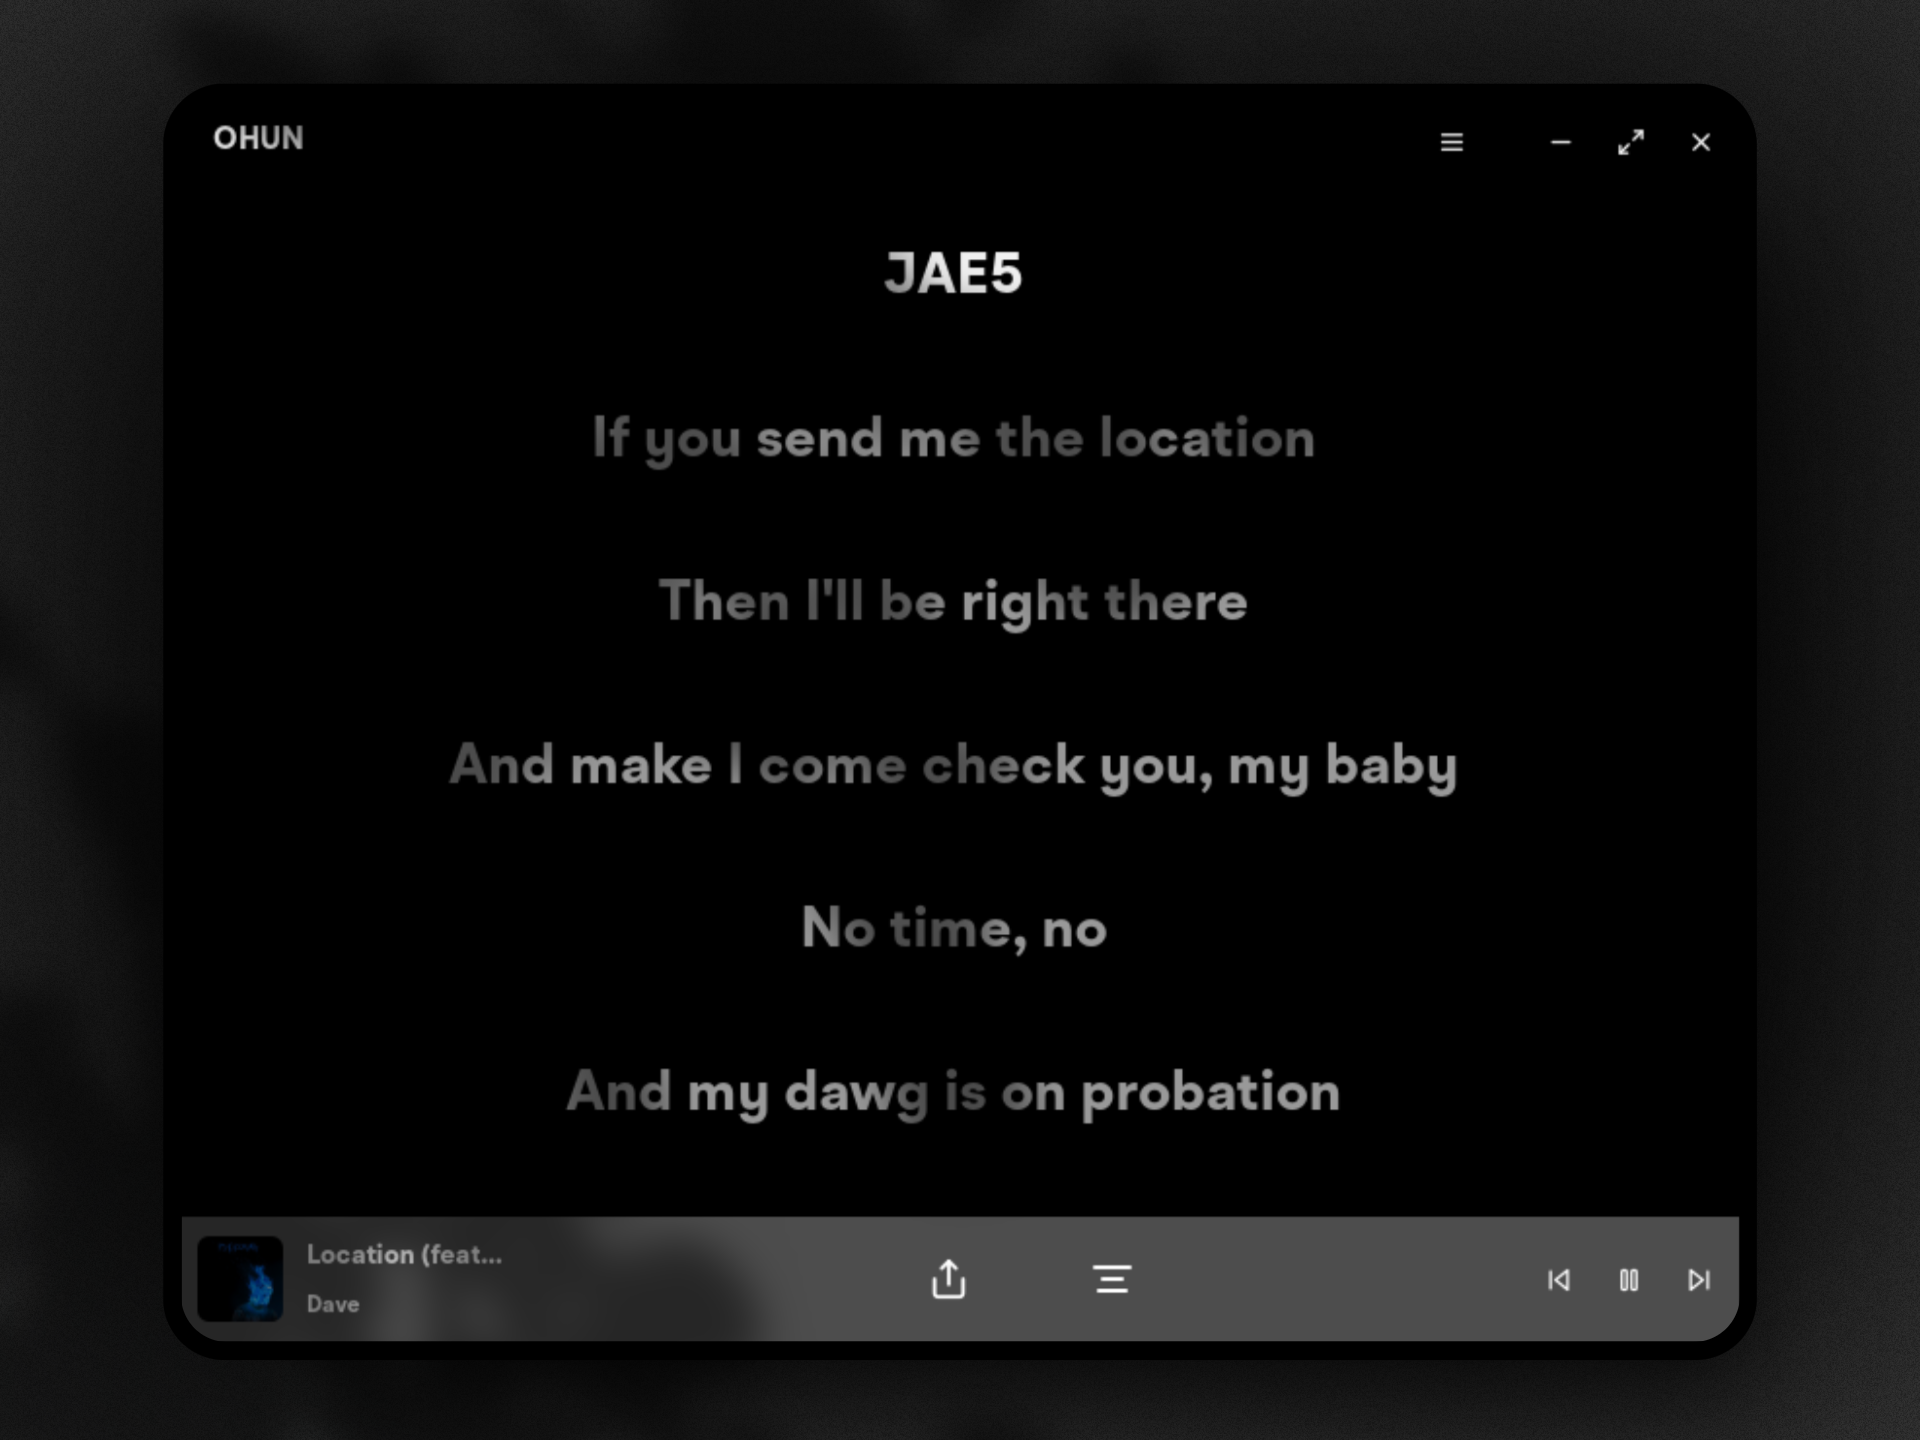 OHUN
JAE5
If you send me the location
Then I'll be right there
And make I come check you, my baby
No time, no
And my dawg is on probation
Location (feat...
Dave